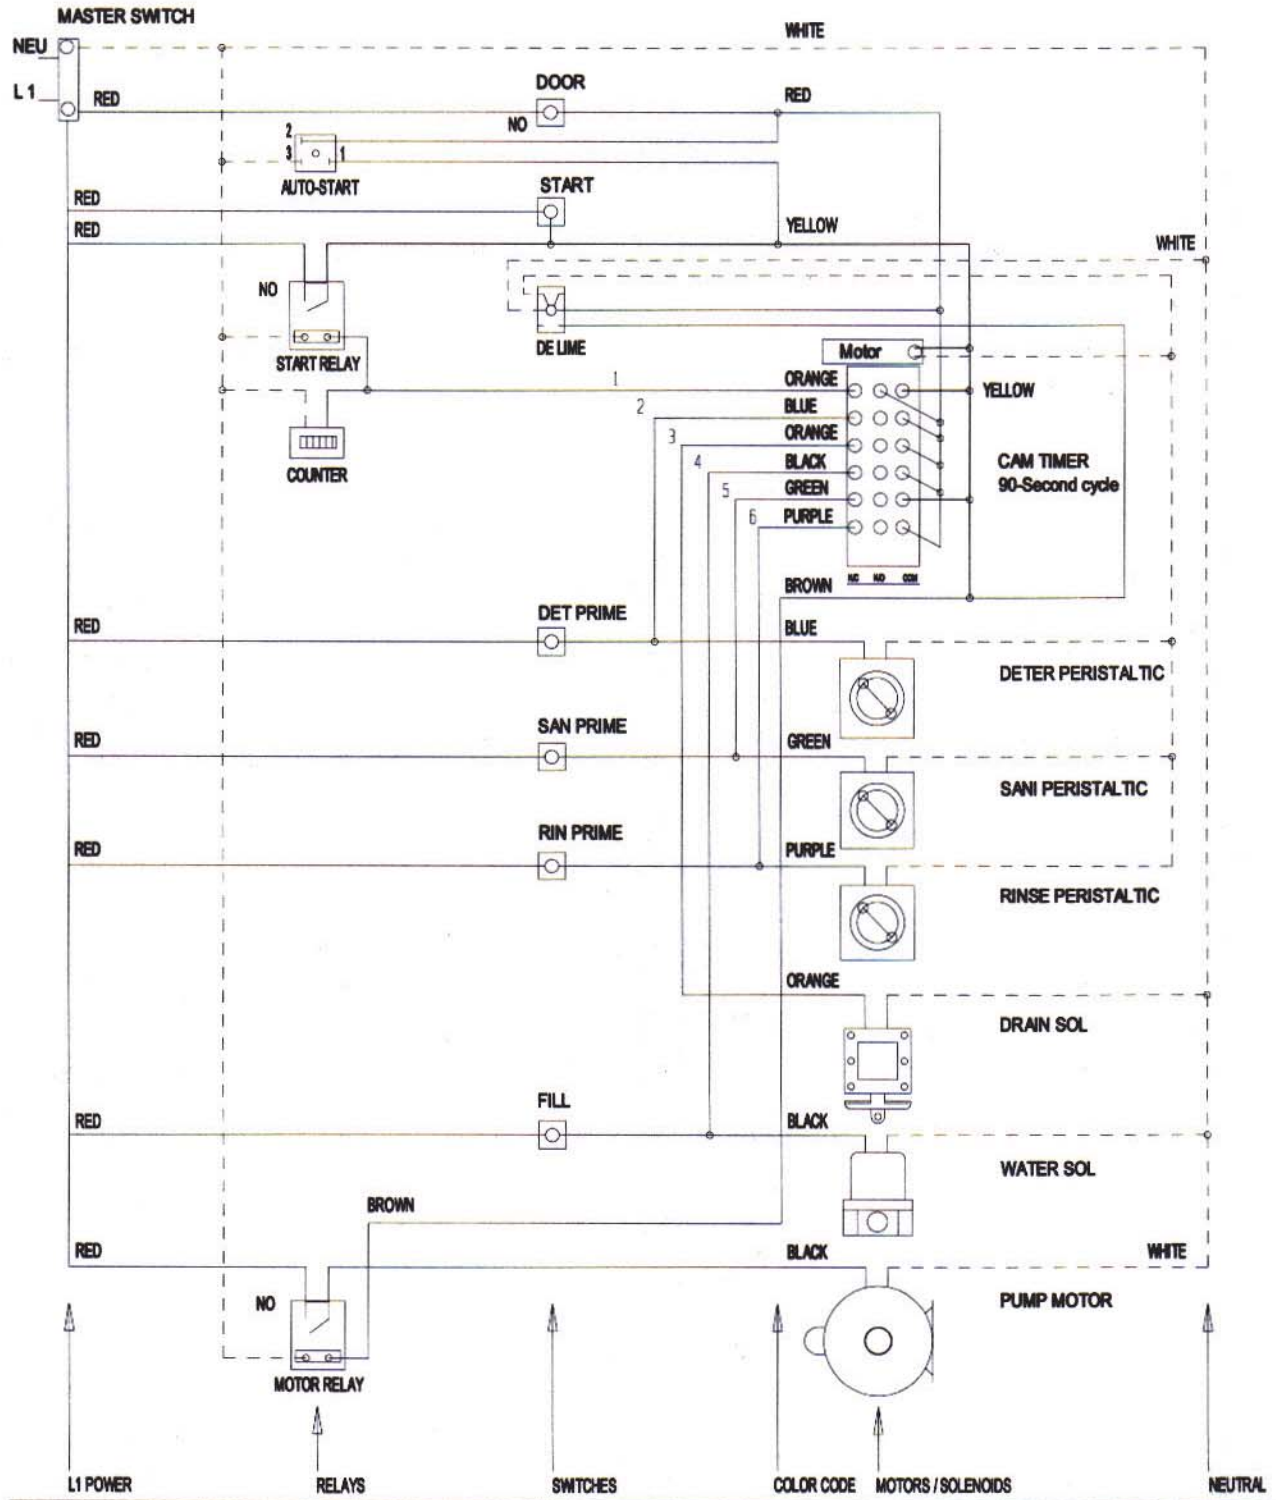 MASTER SWITCH
NEU
WHITE
L 1
RED
DOOR
RED
NO
2
3
1
AUTO-START
START
RED
RED
YELLOW
WHITE
NO
DE LIME
START RELAY
Motor
1
ORANGE
YELLOW
2
BLUE
3
ORANGE
4
BLACK
CAM TIMER
90-Second cycle
5
GREEN
6
PURPLE
COUNTER
N/C N/O COM
BROWN
RED
DET PRIME
BLUE
DETER PERISTALTIC
RED
SAN PRIME
GREEN
SANI PERISTALTIC
RED
RIN PRIME
PURPLE
RINSE PERISTALTIC
ORANGE
DRAIN SOL
FILL
RED
BLACK
WATER SOL
BROWN
RED
BLACK
WHITE
NO
PUMP MOTOR
MOTOR RELAY
L1 POWER
RELAYS
SWITCHES
COLOR CODE
MOTORS / SOLENOIDS
NEUTRAL